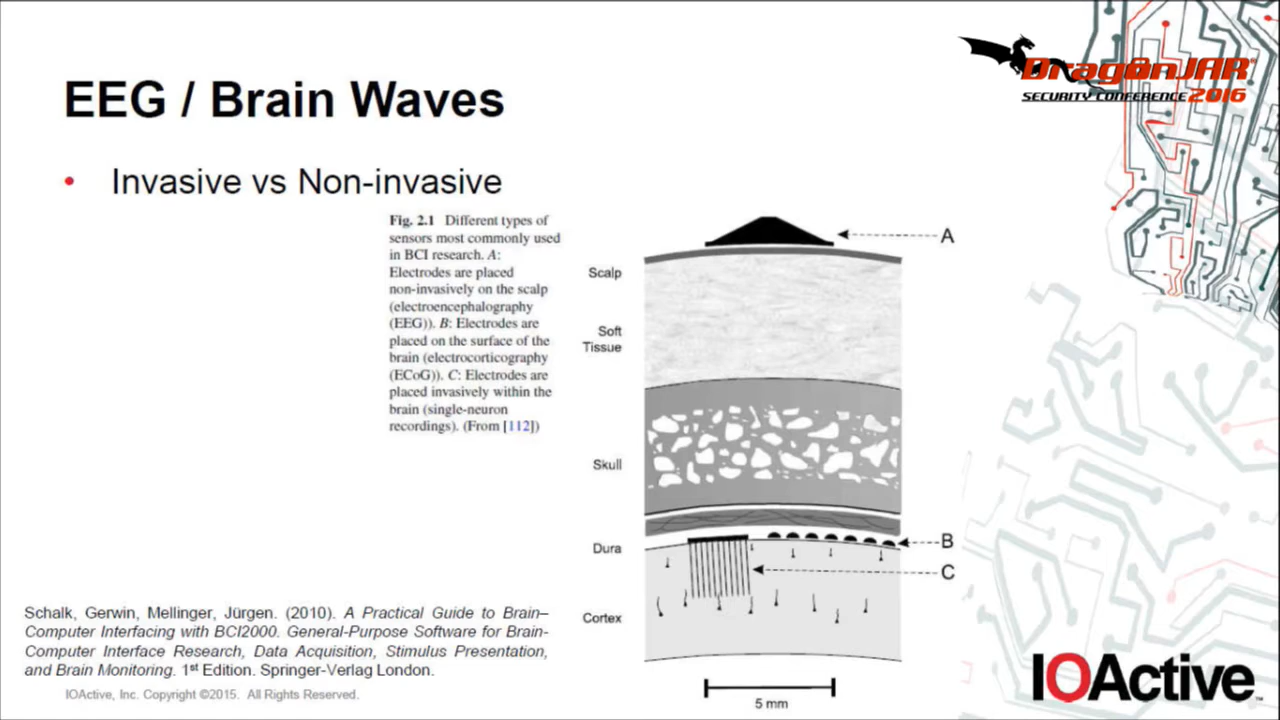 DragonJAR
SECURITY CONFERENCE 2016
EEG / Brain Waves
• Invasive vs Non-invasive
Fig. 2.1 Different types of
sensors most commonly used
in BCI research. A:
Electrodes are placed
non-invasively on the scalp
(electroencephalography
(EEG)). B: Electrodes are
placed on the surface of the
brain (electrocorticography
(ECoG)). C: Electrodes are
placed invasively within the
brain (single-neuron
recordings). (From [112])
A
Scalp
Soft
Tissue
Skull
B
Dura
C
Cortex
5 mm
Schalk, Gerwin, Mellinger, Jürgen. (2010). A Practical Guide to Brain–
Computer Interfacing with BCI2000. General-Purpose Software for Brain-
Computer Interface Research, Data Acquisition, Stimulus Presentation,
and Brain Monitoring. 1st Edition. Springer-Verlag London.
IOActive, Inc. Copyright ©2015. All Rights Reserved.
IOActive™